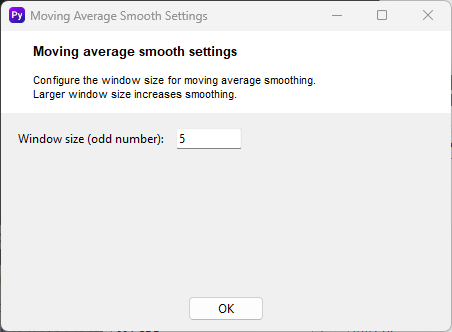 Py Moving Average Smooth Settings
Moving average smooth settings
Configure the window size for moving average smoothing.
Larger window size increases smoothing.
Window size (odd number): 5
OK